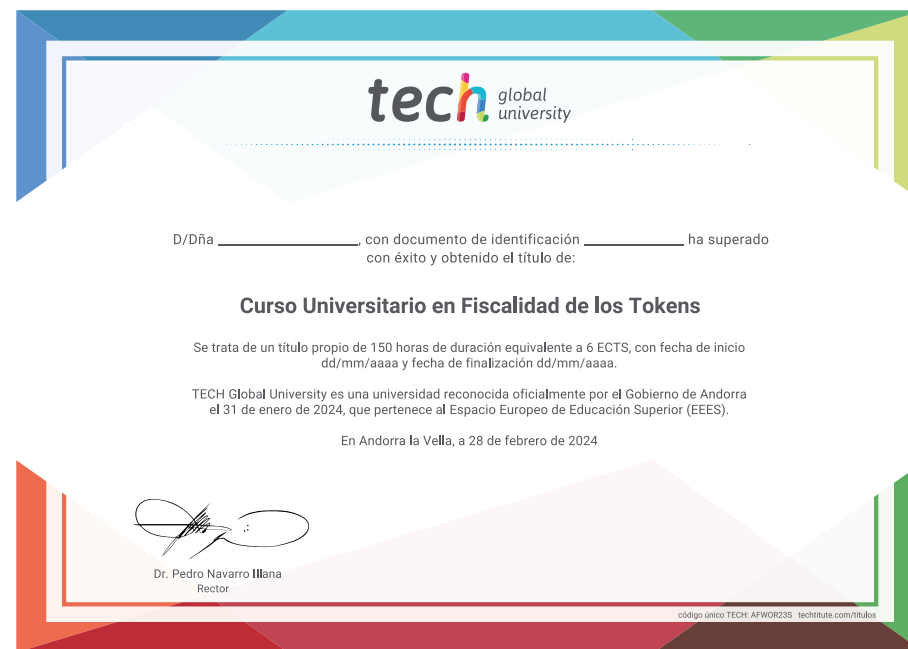 tech global university
D/Dña ______________, con documento de identificación __________ ha superado
con éxito y obtenido el título de:
Curso Universitario en Fiscalidad de los Tokens
Se trata de un título propio de 150 horas de duración equivalente a 6 ECTS, con fecha de inicio
dd/mm/aaaa y fecha de finalización dd/mm/aaaa.
TECH Global University es una universidad reconocida oficialmente por el Gobierno de Andorra
el 31 de enero de 2024, que pertenece al Espacio Europeo de Educación Superior (EEES).
En Andorra la Vella, a 28 de febrero de 2024
Dr. Pedro Navarro Illana
Rector
código único TECH: AFWOR23S techtitute.com/titulos